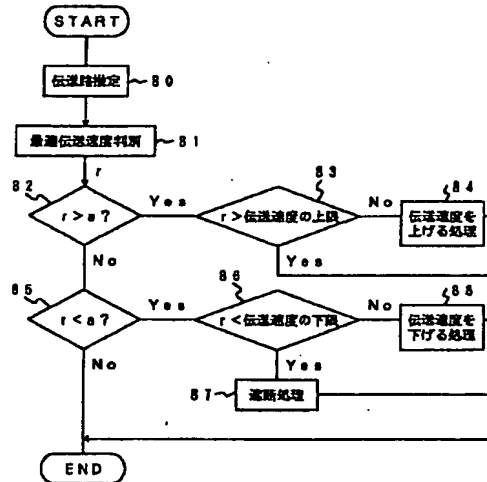 START
伝送路推定
80
最適伝送速度判別
81
r
82
r>a?
Yes
83
r>伝送速度の上限
No
84
伝送速度を
上げる処理
No
Yes
85
r<a?
Yes
86
r<伝送速度の下限
No
88
伝送速度を
下げる処理
No
Yes
87
遮断処理
END